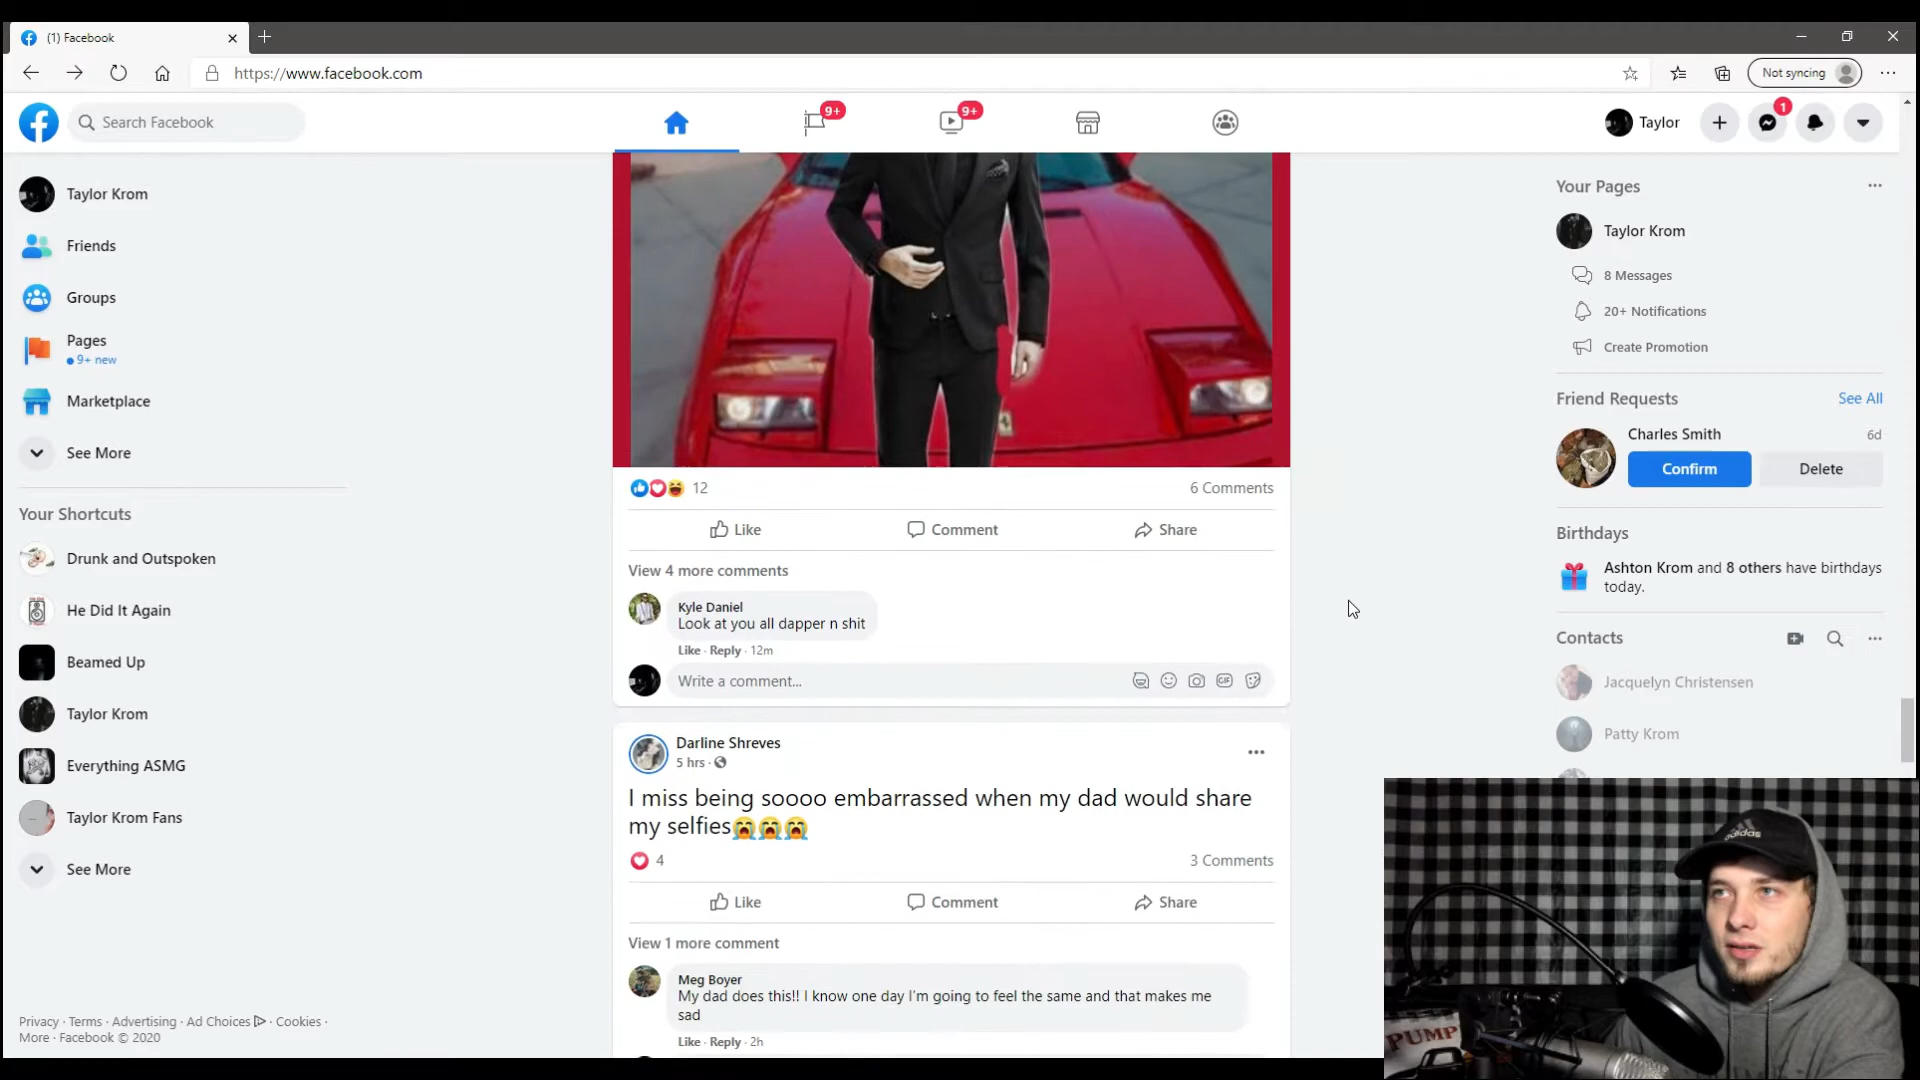 (1) Facebook
https://www.facebook.com
Not syncing
Search Facebook
9+
9+
Taylor
1
Taylor Krom
Friends
Groups
Pages
9+ new
Marketplace
See More
Your Shortcuts
Drunk and Outspoken
He Did It Again
Beamed Up
Taylor Krom
Everything ASMG
Taylor Krom Fans
See More
Privacy · Terms · Advertising · Ad Choices · Cookies ·
More · Facebook © 2020
12
6 Comments
Like
Comment
Share
View 4 more comments
Kyle Daniel
Look at you all dapper n shit
Like · Reply · 12m
Write a comment...
GIF
Darline Shreves
5 hrs ·
I miss being soooo embarrassed when my dad would share
my selfies😭😭😭
4
3 Comments
Like
Comment
Share
View 1 more comment
Meg Boyer
My dad does this!! I know one day I'm going to feel the same and that makes me
sad
Like · Reply · 2h
Your Pages
Taylor Krom
8 Messages
20+ Notifications
Create Promotion
Friend Requests
See All
Charles Smith
6d
Confirm
Delete
Birthdays
Ashton Krom and 8 others have birthdays
today.
Contacts
Jacquelyn Christensen
Patty Krom
adidas
PUMP